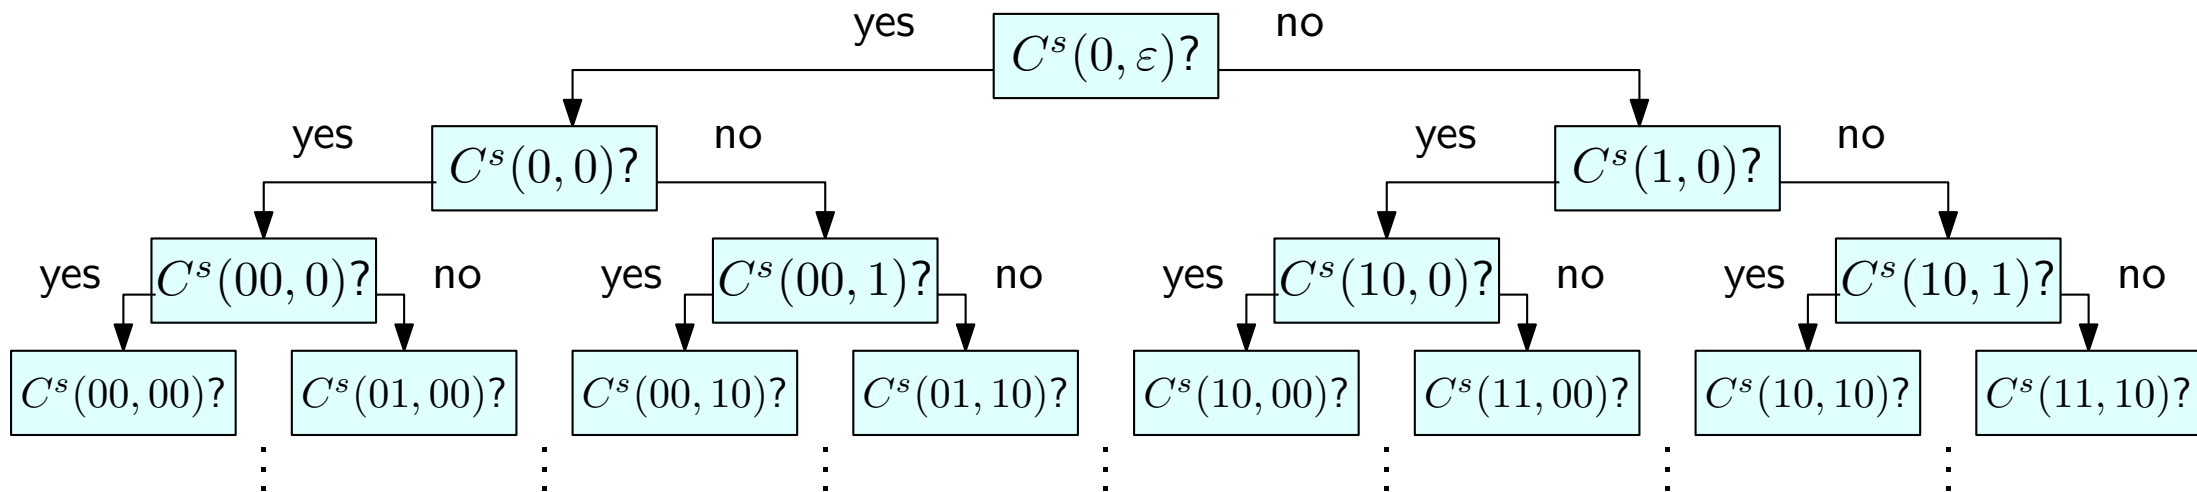 yes C^s(0, ε)? no
yes C^s(0, 0)? no yes C^s(1, 0)? no
yes C^s(00, 0)? no yes C^s(00, 1)? no yes C^s(10, 0)? no yes C^s(10, 1)? no
C^s(00, 00)? C^s(01, 00)? C^s(00, 10)? C^s(01, 10)? C^s(10, 00)? C^s(11, 00)? C^s(10, 10)? C^s(11, 10)?